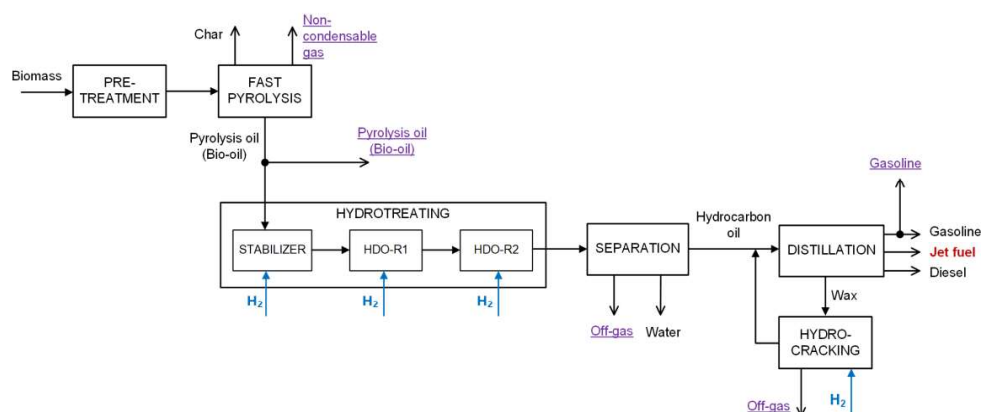 Char
Non-
condensable
gas
Biomass
PRE-
TREATMENT
FAST
PYROLYSIS
Pyrolysis oil
(Bio-oil)
Pyrolysis oil
(Bio-oil)
HYDROTREATING
STABILIZER
HDO-R1
HDO-R2
H₂
H₂
H₂
SEPARATION
Off-gas
Water
Hydrocarbon
oil
DISTILLATION
Gasoline
Gasoline
Jet fuel
Diesel
Wax
HYDRO-
CRACKING
Off-gas
H₂